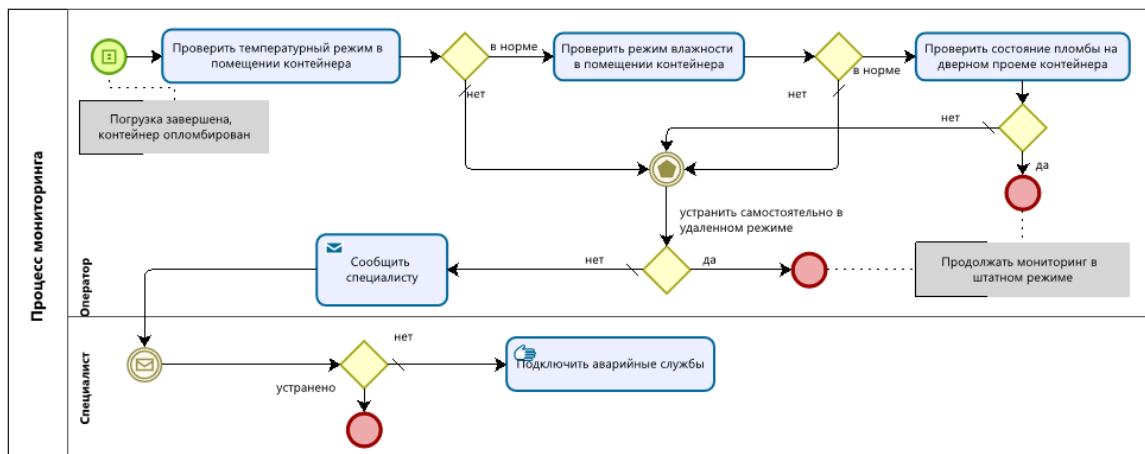 Процесс мониторинга
Оператор
Проверить температурный режим в
помещении контейнера
в норме
нет
Проверить режим влажности
в помещении контейнера
в норме
нет
Проверить состояние пломбы на
дверном проеме контейнера
нет
да
Погрузка завершена,
контейнер опломбирован
устранить самостоятельно в
удаленном режиме
нет
да
Продолжать мониторинг в
штатном режиме
Сообщить
специалисту
Специалист
нет
устранено
Подключить аварийные службы